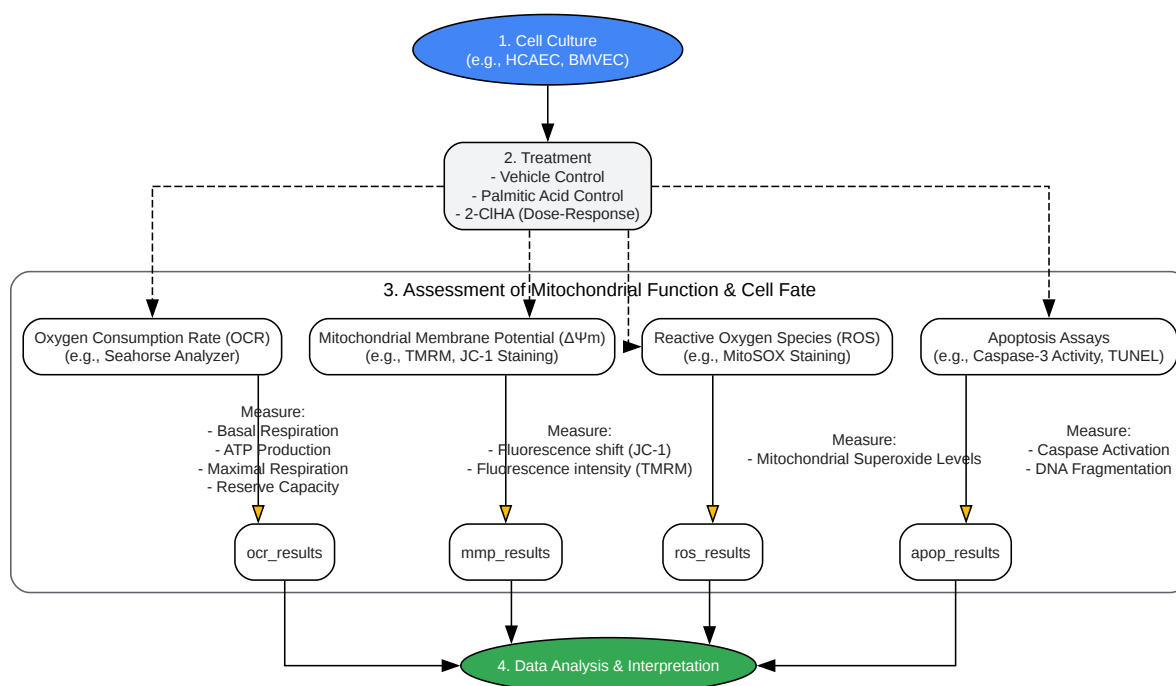 1. Cell Culture
(e.g., HCAEC, BMVEC)
2. Treatment
- Vehicle Control
- Palmitic Acid Control
- 2-ClHA (Dose-Response)
3. Assessment of Mitochondrial Function & Cell Fate
Oxygen Consumption Rate (OCR)
(e.g., Seahorse Analyzer)
Mitochondrial Membrane Potential (ΔΨm)
(e.g., TMRM, JC-1 Staining)
Reactive Oxygen Species (ROS)
(e.g., MitoSOX Staining)
Apoptosis Assays
(e.g., Caspase-3 Activity, TUNEL)
Measure:
- Basal Respiration
- ATP Production
- Maximal Respiration
- Reserve Capacity
Measure:
- Fluorescence shift (JC-1)
- Fluorescence intensity (TMRM)
Measure:
- Mitochondrial Superoxide Levels
Measure:
- Caspase Activation
- DNA Fragmentation
ocr_results
mmp_results
ros_results
apop_results
4. Data Analysis & Interpretation